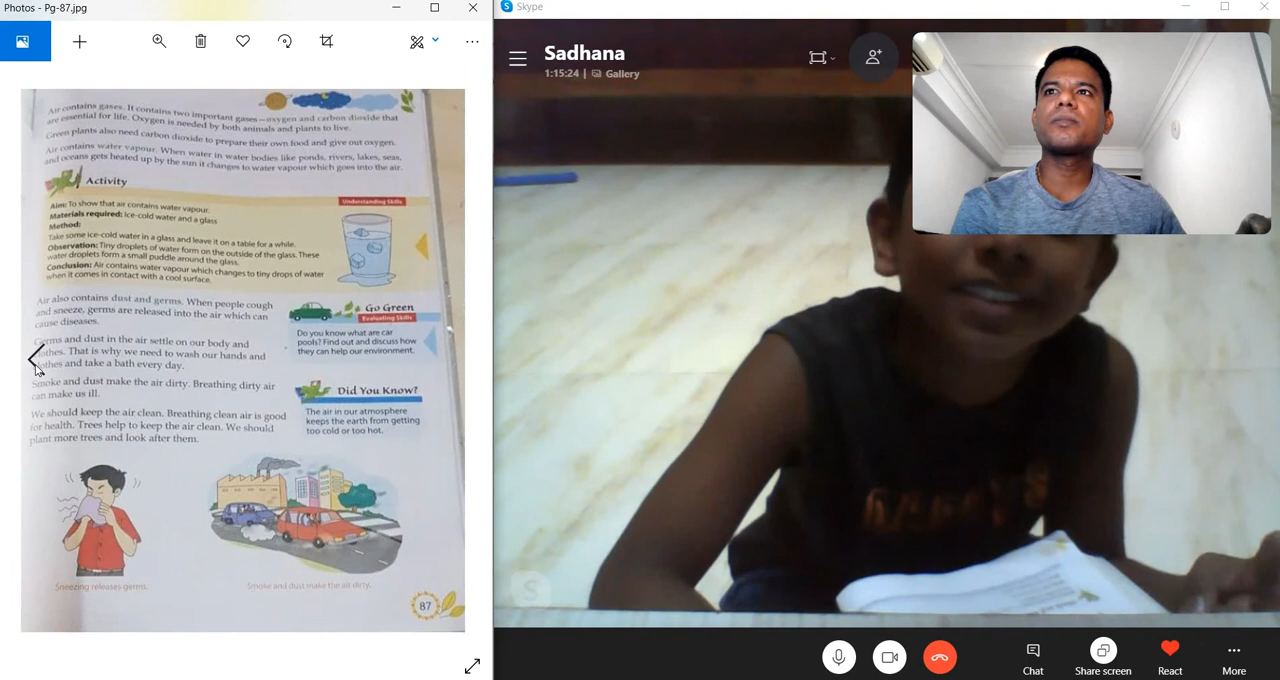 Photos - Pg-87.jpg
Air contains gases. It contains two important gases—oxygen and carbon dioxide that
are essential for life. Oxygen is needed by both animals and plants to live.
Green plants also need carbon dioxide to prepare their own food and give out oxygen.
Air contains water vapour. When water in water bodies like ponds, rivers, lakes, seas,
and oceans gets heated up by the sun it changes to water vapour which goes into the air.
Activity
Understanding Skills
Aim: To show that air contains water vapour.
Materials required: Ice-cold water and a glass
Method:
Take some ice-cold water in a glass and leave it on a table for a while.
Observation: Tiny droplets of water form on the outside of the glass. These
water droplets form a small puddle around the glass.
Conclusion: Air contains water vapour which changes to tiny drops of water
when it comes in contact with a cool surface.
Air also contains dust and germs. When people cough
and sneeze, germs are released into the air which can
cause diseases.
Germs and dust in the air settle on our body and
clothes. That is why we need to wash our hands and
clothes and take a bath every day.
Smoke and dust make the air dirty. Breathing dirty air
can make us ill.
We should keep the air clean. Breathing clean air is good
for health. Trees help to keep the air clean. We should
plant more trees and look after them.
Go Green
Evaluating Skills
Do you know what are car
pools? Find out and discuss how
they can help our environment.
Did You Know?
The air in our atmosphere
keeps the earth from getting
too cold or too hot.
Sneezing releases germs.
Smoke and dust make the air dirty.
87
S Skype
Sadhana
1:15:24 | Gallery
S
Chat
Share screen
React
More